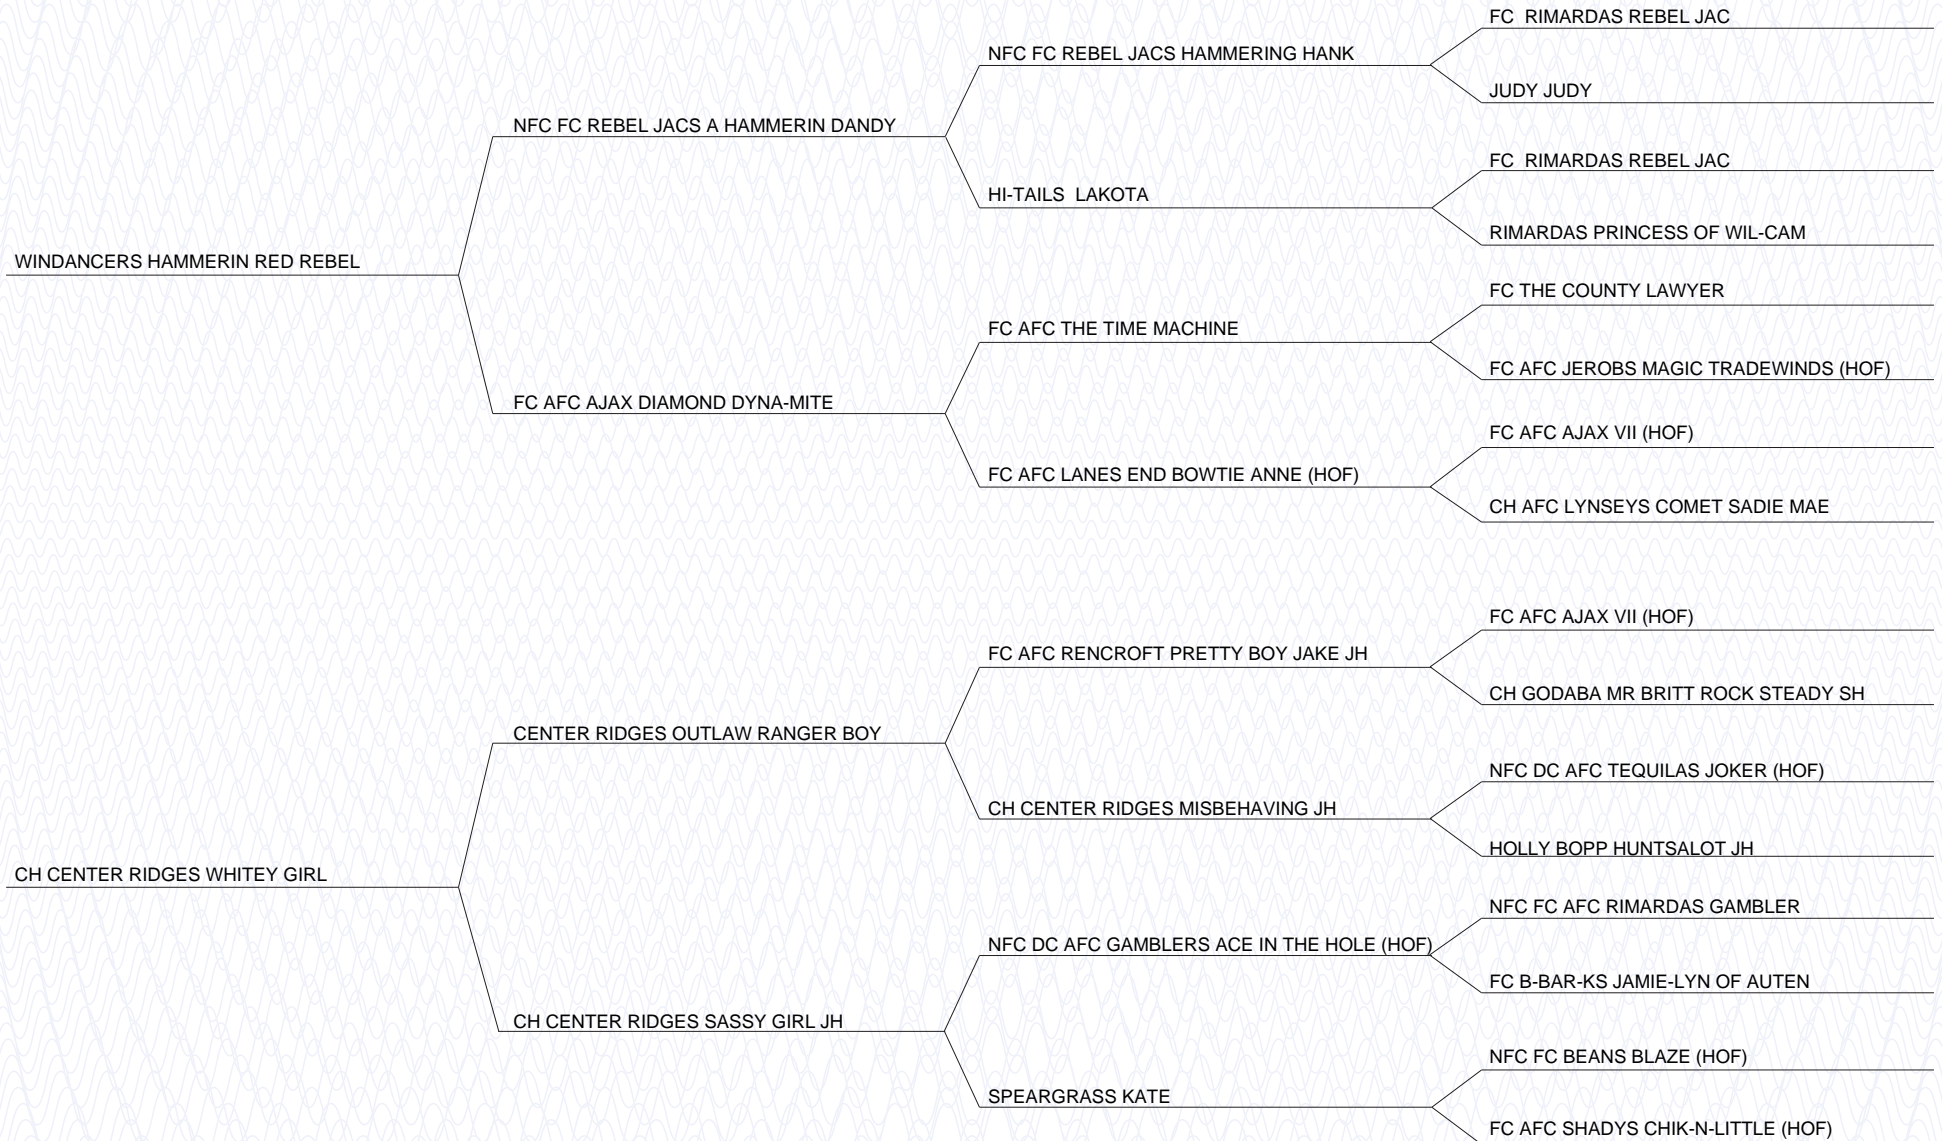 FC  RIMARDAS REBEL JAC
NFC FC REBEL JACS HAMMERING HANK
JUDY JUDY
NFC FC REBEL JACS A HAMMERIN DANDY
FC  RIMARDAS REBEL JAC
HI-TAILS  LAKOTA
RIMARDAS PRINCESS OF WIL-CAM
WINDANCERS HAMMERIN RED REBEL
FC THE COUNTY LAWYER
FC AFC THE TIME MACHINE
FC AFC JEROBS MAGIC TRADEWINDS (HOF)
FC AFC AJAX DIAMOND DYNA-MITE
FC AFC AJAX VII (HOF)
FC AFC LANES END BOWTIE ANNE (HOF)
CH AFC LYNSEYS COMET SADIE MAE
FC AFC AJAX VII (HOF)
FC AFC RENCROFT PRETTY BOY JAKE JH
CH GODABA MR BRITT ROCK STEADY SH
CENTER RIDGES OUTLAW RANGER BOY
NFC DC AFC TEQUILAS JOKER (HOF)
CH CENTER RIDGES MISBEHAVING JH
HOLLY BOPP HUNTSALOT JH
CH CENTER RIDGES WHITEY GIRL
NFC FC AFC RIMARDAS GAMBLER
NFC DC AFC GAMBLERS ACE IN THE HOLE (HOF)
FC B-BAR-KS JAMIE-LYN OF AUTEN
CH CENTER RIDGES SASSY GIRL JH
NFC FC BEANS BLAZE (HOF)
SPEARGRASS KATE
FC AFC SHADYS CHIK-N-LITTLE (HOF)